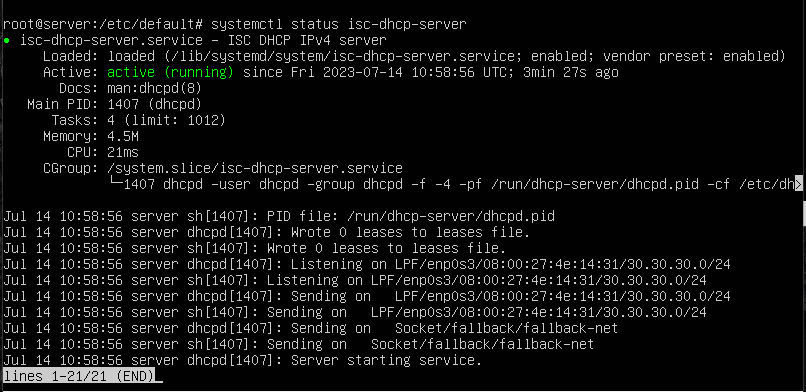 root@server:/etc/default# systemctl status isc-dhcp-server
● isc-dhcp-server.service - ISC DHCP IPv4 server
Loaded: loaded (/lib/systemd/system/isc-dhcp-server.service; enabled; vendor preset: enabled)
Active: active (running) since Fri 2023-07-14 10:58:56 UTC; 3min 27s ago
Docs: man:dhcpd(8)
Main PID: 1407 (dhcpd)
Tasks: 4 (limit: 1012)
Memory: 4.5M
CPU: 21ms
CGroup: /system.slice/isc-dhcp-server.service
└─1407 dhcpd -user dhcpd -group dhcpd -f -4 -pf /run/dhcp-server/dhcpd.pid -cf /etc/dh>
Jul 14 10:58:56 server sh[1407]: PID file: /run/dhcp-server/dhcpd.pid
Jul 14 10:58:56 server dhcpd[1407]: Wrote 0 leases to leases file.
Jul 14 10:58:56 server sh[1407]: Wrote 0 leases to leases file.
Jul 14 10:58:56 server dhcpd[1407]: Listening on LPF/enp0s3/08:00:27:4e:14:31/30.30.30.0/24
Jul 14 10:58:56 server sh[1407]: Listening on LPF/enp0s3/08:00:27:4e:14:31/30.30.30.0/24
Jul 14 10:58:56 server dhcpd[1407]: Sending on   LPF/enp0s3/08:00:27:4e:14:31/30.30.30.0/24
Jul 14 10:58:56 server sh[1407]: Sending on   LPF/enp0s3/08:00:27:4e:14:31/30.30.30.0/24
Jul 14 10:58:56 server dhcpd[1407]: Sending on   Socket/fallback/fallback-net
Jul 14 10:58:56 server sh[1407]: Sending on   Socket/fallback/fallback-net
Jul 14 10:58:56 server dhcpd[1407]: Server starting service.
lines 1-21/21 (END)